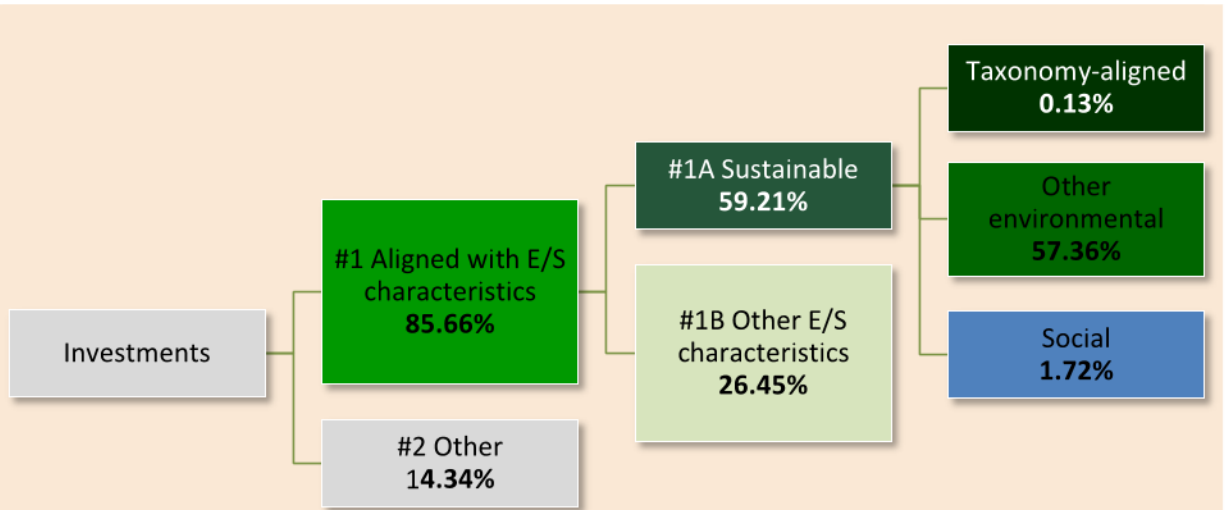 Investments
#1 Aligned with E/S
characteristics
85.66%
#2 Other
14.34%
#1A Sustainable
59.21%
#1B Other E/S
characteristics
26.45%
Taxonomy-aligned
0.13%
Other
environmental
57.36%
Social
1.72%